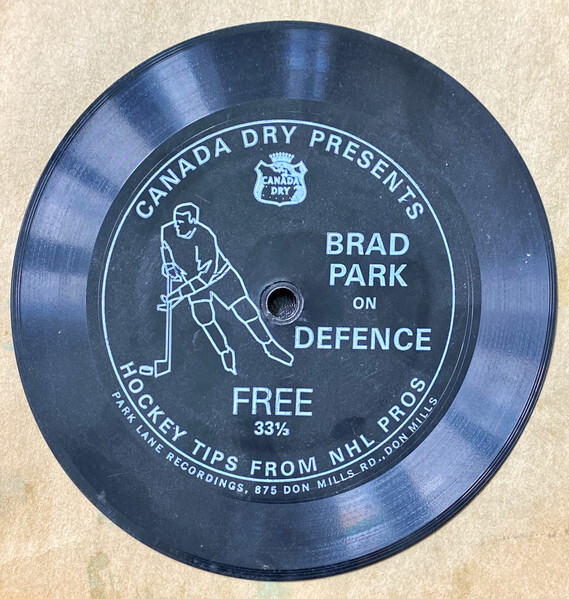 CANADA DRY PRESENTS
CANADA
DRY
BRAD
PARK
ON
DEFENCE
FREE
33⅓
HOCKEY TIPS FROM NHL PROS
PARK LANE RECORDINGS, 875 DON MILLS RD., DON MILLS